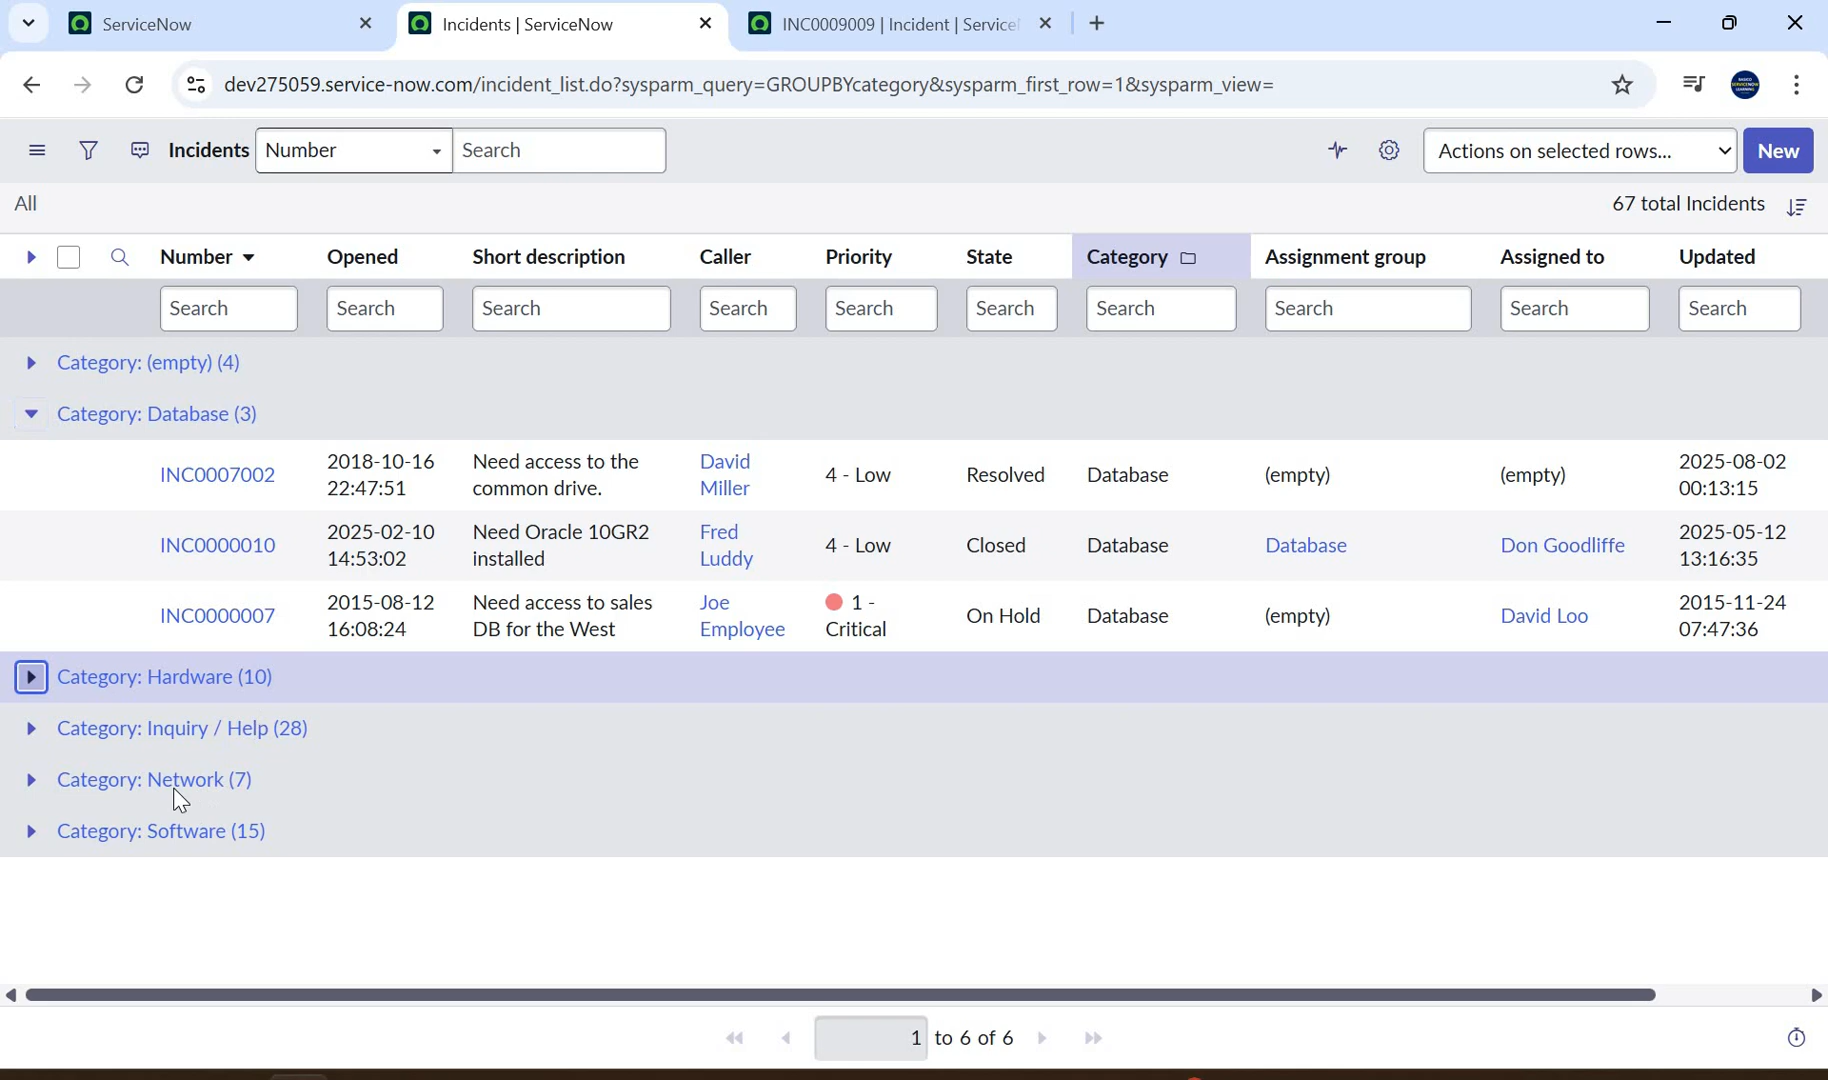 ServiceNow
Incidents | ServiceNow
INC0009009 | Incident | Service
dev275059.service-now.com/incident_list.do?sysparm_query=GROUPBYcategory&sysparm_first_row=1&sysparm_view=
Incidents Number Search Actions on selected rows... New
All 67 total Incidents
Number Opened Short description Caller Priority State Category Assignment group Assigned to Updated
Search Search Search Search Search Search Search Search Search Search
Category: (empty) (4)
Category: Database (3)
INC0007002 2018-10-16 22:47:51 Need access to the common drive. David Miller 4 - Low Resolved Database (empty) (empty) 2025-08-02 00:13:15
INC0000010 2025-02-10 14:53:02 Need Oracle 10GR2 installed Fred Luddy 4 - Low Closed Database Database Don Goodliffe 2025-05-12 13:16:35
INC0000007 2015-08-12 16:08:24 Need access to sales DB for the West Joe Employee 1 - Critical On Hold Database (empty) David Loo 2015-11-24 07:47:36
Category: Hardware (10)
Category: Inquiry / Help (28)
Category: Network (7)
Category: Software (15)
1 to 6 of 6